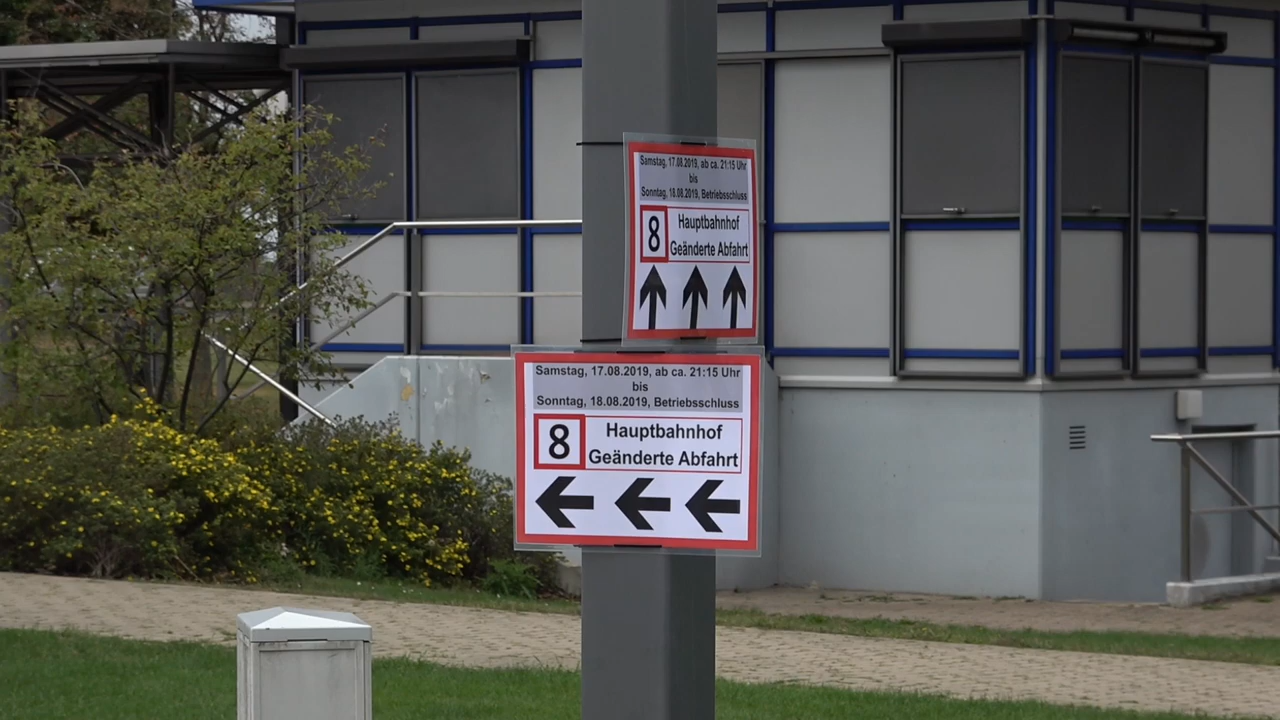 Samstag, 17.08.2019, ab ca. 21:15 Uhr
bis
Sonntag, 18.08.2019, Betriebsschluss
8
Hauptbahnhof
Geänderte Abfahrt
Samstag, 17.08.2019, ab ca. 21:15 Uhr
bis
Sonntag, 18.08.2019, Betriebsschluss
8
Hauptbahnhof
Geänderte Abfahrt